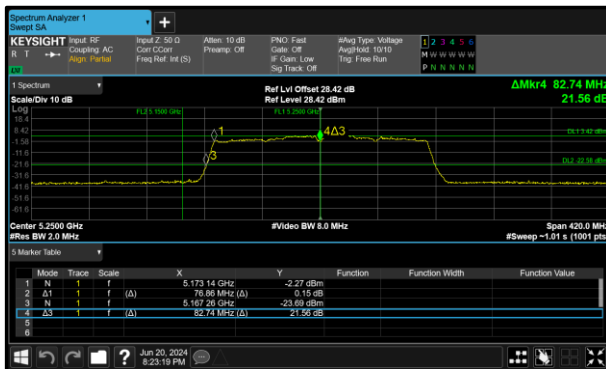 Spectrum Analyzer 1
Swept SA
KEYSIGHT Input: RF Input Z: 50 Ω Atten: 10 dB PNO: Fast #Avg Type: Voltage 1 2 3 4 5 6
R T Coupling: AC Corr CCorr Preamp: Off Gate: Off Avg|Hold: 10/10 M W W W W W
Align: Partial Freq Ref: Int (S) IF Gain: Low Trig: Free Run P N N N N N
Sig Track: Off
1 Spectrum Ref Lvl Offset 28.42 dB ΔMkr4 82.74 MHz
Scale/Div 10 dB Ref Level 28.42 dBm 21.56 dB
Log
18.4 FL2 5.1500 GHz FL1 5.2500 GHz
8.42 1 4Δ3
-1.58
-11.6
-21.6 3 DL2 -22.58 dBm
-31.6
-41.6
-51.6
-61.6
Center 5.2500 GHz #Video BW 8.0 MHz Span 420.0 MHz
#Res BW 2.0 MHz #Sweep ~1.01 s (1001 pts
5 Marker Table
Mode Trace Scale X Y Function Function Width Function Value
1 N 1 f 5.173 14 GHz -2.27 dBm
2 Δ1 1 f (Δ) 76.86 MHz (Δ) 0.15 dB
3 N 1 f 5.167 26 GHz -23.69 dBm
4 Δ3 1 f (Δ) 82.74 MHz (Δ) 21.56 dB
5
6
? Jun 20, 2024
8:23:19 PM